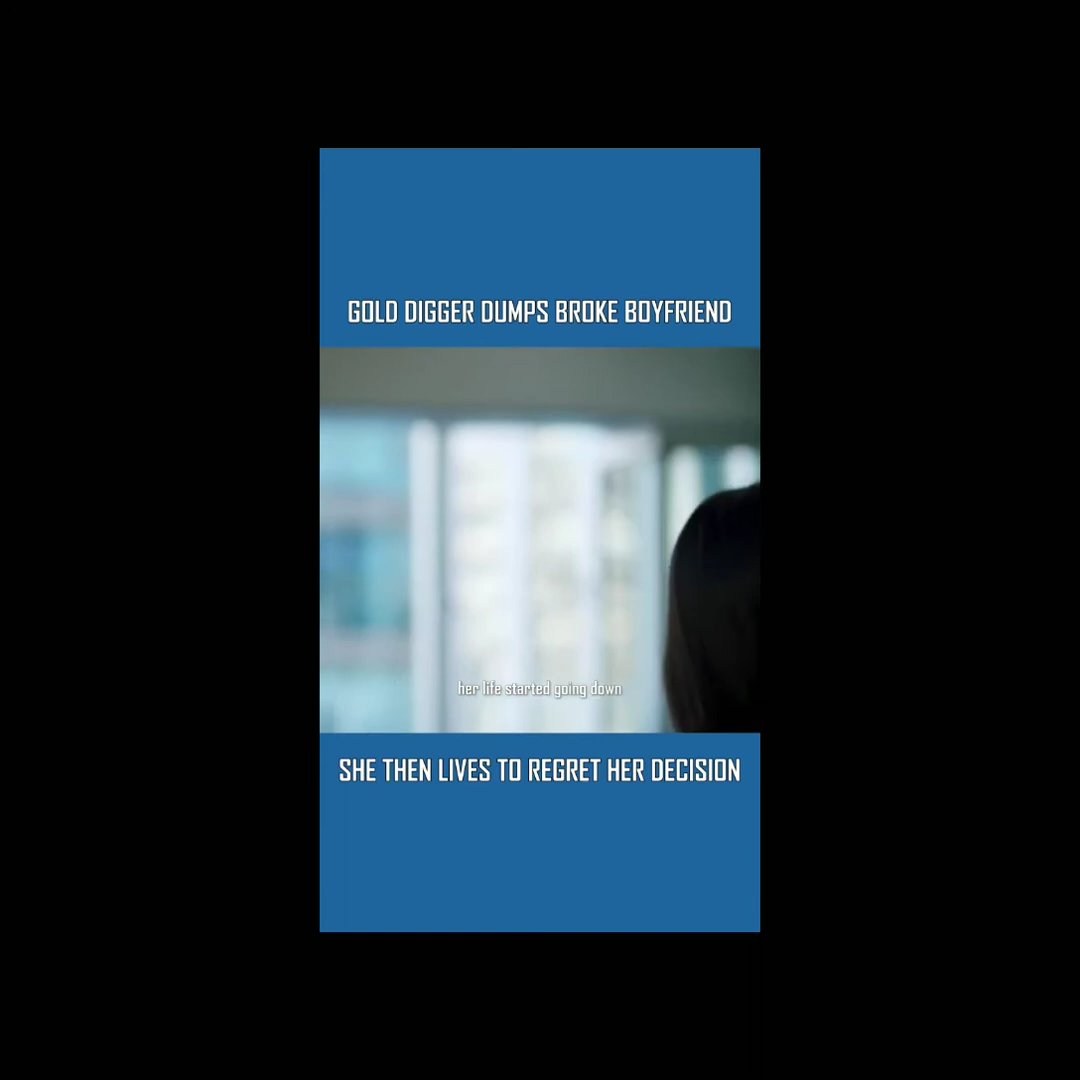 GOLD DIGGER DUMPS BROKE BOYFRIEND
her life started going down
SHE THEN LIVES TO REGRET HER DECISION